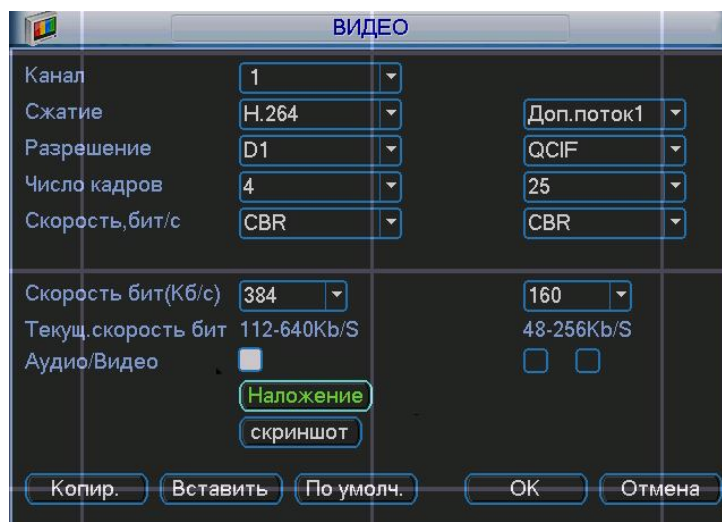 ВИДЕО
Канал 1
Сжатие H.264 Доп.поток1
Разрешение D1 QCIF
Число кадров 4 25
Скорость,бит/с CBR CBR
Скорость бит(Кб/с) 384 160
Текущ.скорость бит 112-640Kb/S 48-256Kb/S
Аудио/Видео
Наложение
скриншот
Копир. Вставить По умолч. OK Отмена